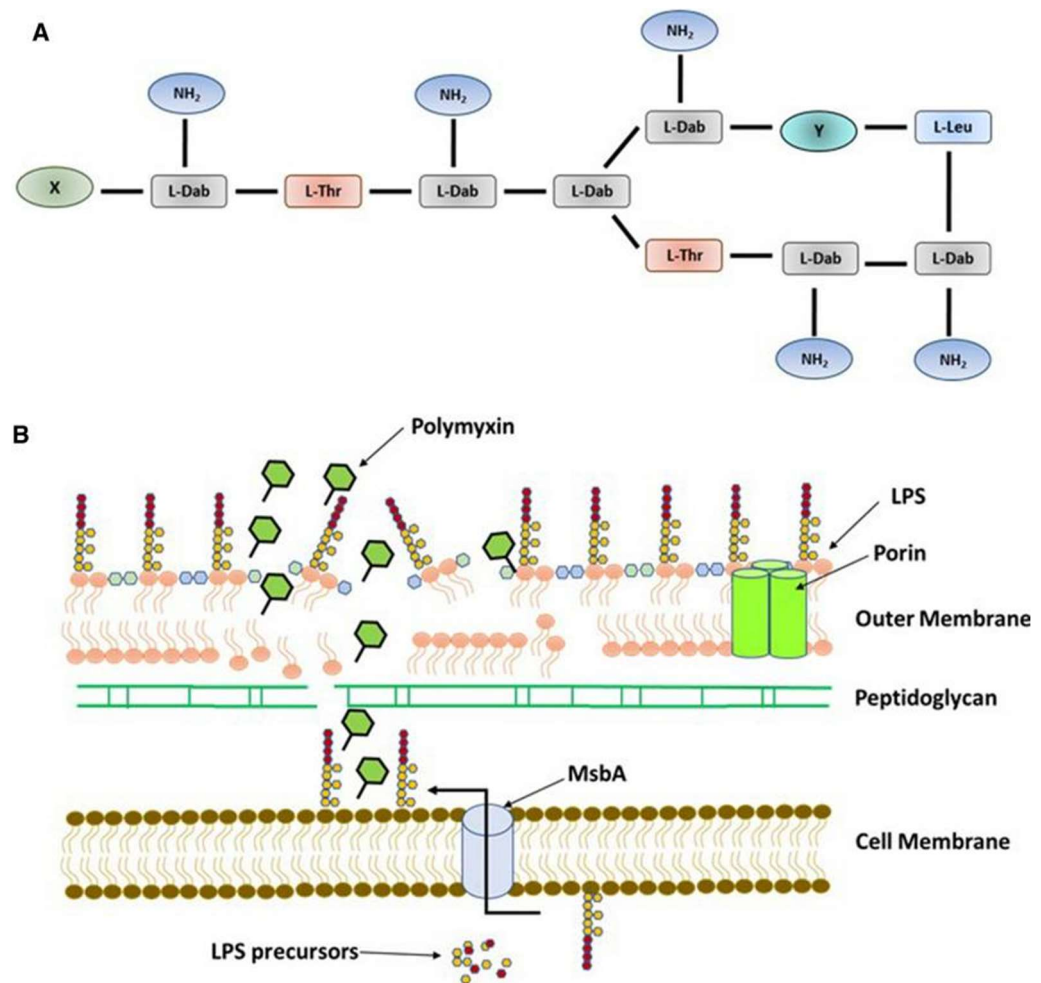 A
NH₂
NH₂
NH₂
X
L-Dab
L-Thr
L-Dab
L-Dab
L-Dab
Y
L-Leu
L-Thr
L-Dab
L-Dab
NH₂
NH₂
B
Polymyxin
LPS
Porin
Outer Membrane
Peptidoglycan
MsbA
Cell Membrane
LPS precursors